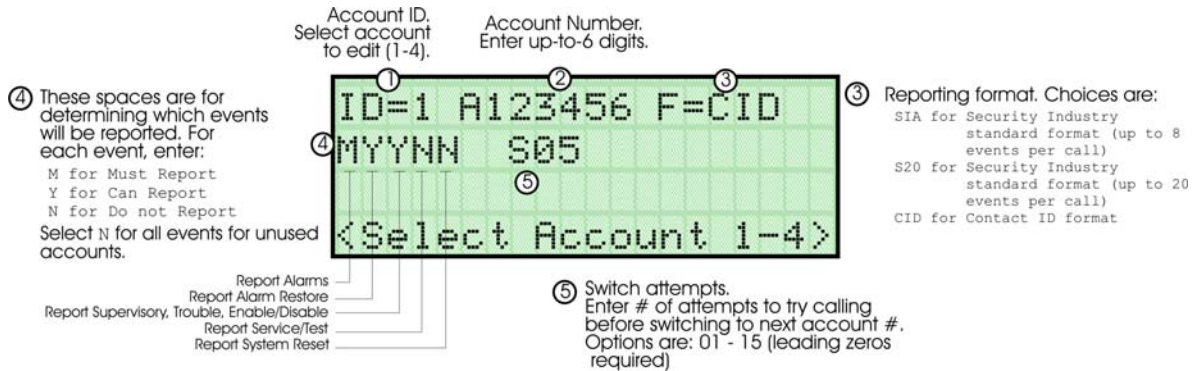 Account ID.
Select account
to edit (1-4).
Account Number.
Enter up-to-6 digits.
1
2
3
ID=1 A123456 F=CID
4
MYYNN S05
5
<Select Account 1-4>
4 These spaces are for
determining which events
will be reported. For
each event, enter:
M for Must Report
Y for Can Report
N for Do not Report
Select N for all events for unused
accounts.
Report Alarms
Report Alarm Restore
Report Supervisory, Trouble, Enable/Disable
Report Service/Test
Report System Reset
3 Reporting format. Choices are:
SIA for Security Industry
standard format (up to 8
events per call)
S20 for Security Industry
standard format (up to 20
events per call)
CID for Contact ID format
5 Switch attempts.
Enter # of attempts to try calling
before switching to next account #.
Options are: 01 - 15 (leading zeros
required)